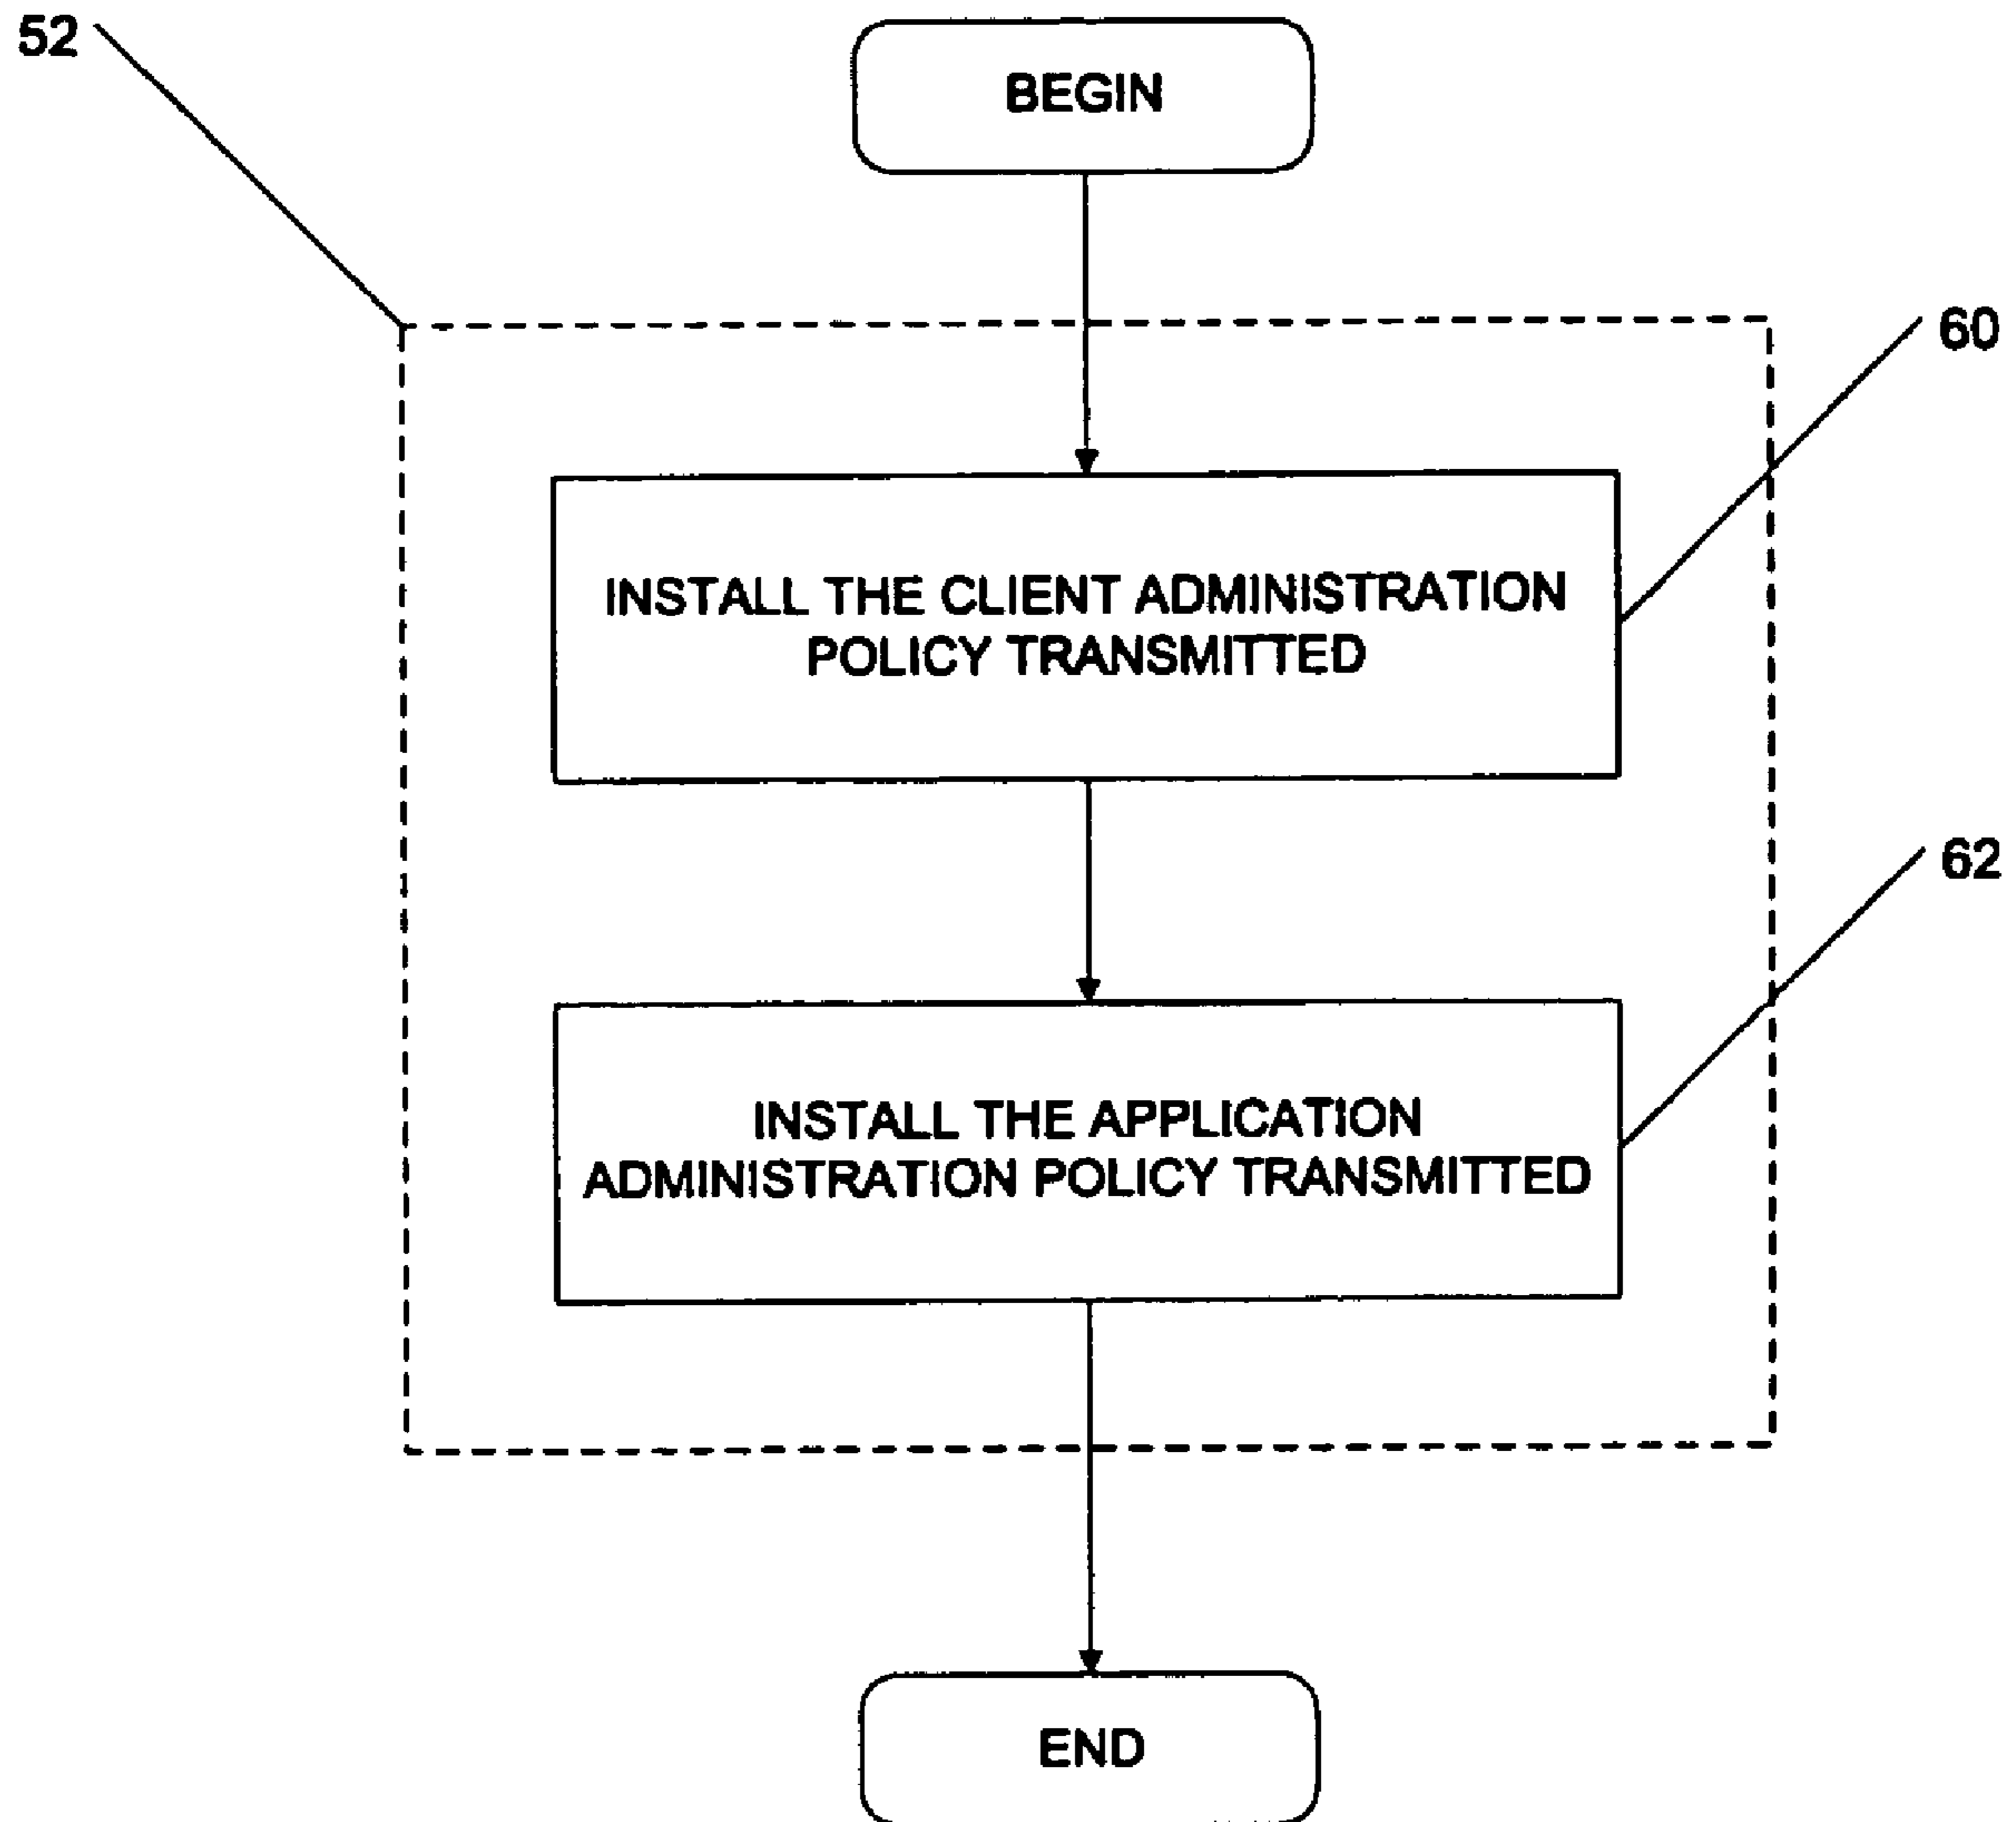 52
BEGIN
60
INSTALL THE CLIENT ADMINISTRATION
POLICY TRANSMITTED
62
INSTALL THE APPLICATION
ADMINISTRATION POLICY TRANSMITTED
END